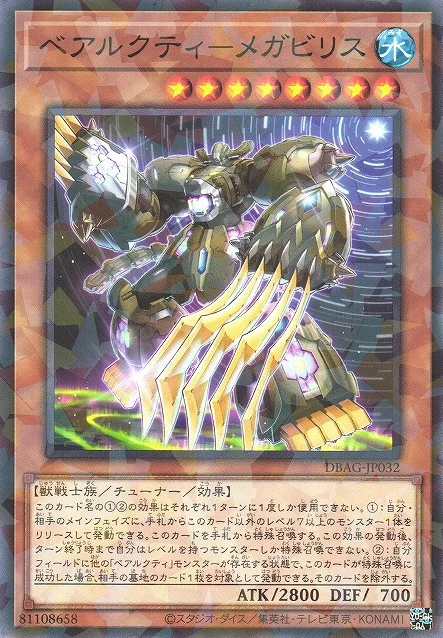 ベアルクティーメガビリス
水
DBAG-JP032
【獣戦士族／チューナー／効果】
このカード名の①②の効果はそれぞれ1ターンに1度しか使用できない。①：自分・
相手のメインフェイズに、手札からこのカード以外のレベル7以上のモンスター1体を
リリースして発動できる。このカードを手札から特殊召喚する。この効果の発動後、
ターン終了時まで自分はレベルを持つモンスターしか特殊召喚できない。②：自分
フィールドに他の「ベアルクティ」モンスターが存在する状態で、このカードが特殊召喚に
成功した場合、相手の墓地のカード1枚を対象として発動できる。そのカードを除外する。
ATK/2800 DEF/ 700
81108658
©スタジオ・ダイス／集英社・テレビ東京・KONAMI